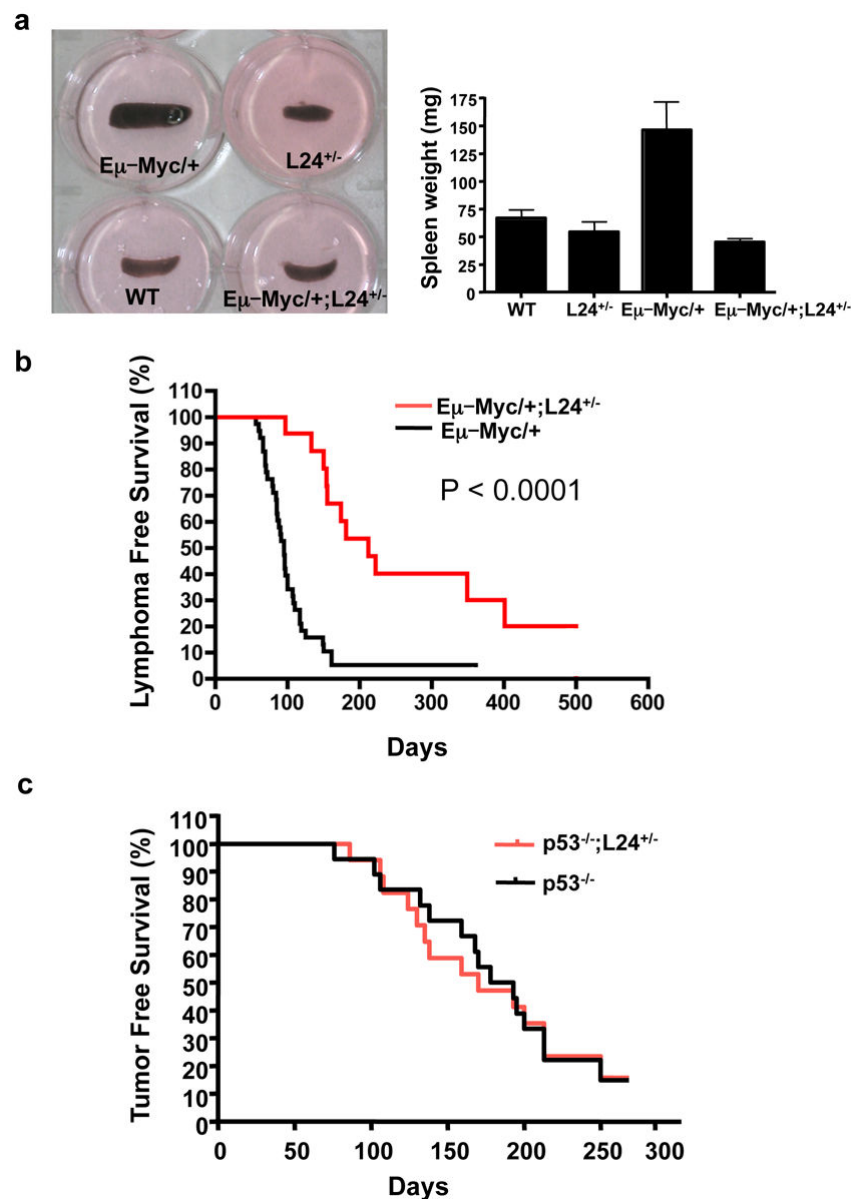 a
Eμ−Myc/+
L24+/-
WT
Eμ−Myc/+;L24+/-
Spleen weight (mg)
175
150
125
100
75
50
25
0
WT
L24+/-
Eμ−Myc/+
Eμ−Myc/+;L24+/-
b
Lymphoma Free Survival (%)
110
100
90
80
70
60
50
40
30
20
10
0
0
100
200
300
400
500
600
Days
Eμ−Myc/+;L24+/-
Eμ−Myc/+
P < 0.0001
c
Tumor Free Survival (%)
110
100
90
80
70
60
50
40
30
20
10
0
0
50
100
150
200
250
300
Days
p53-/-;L24+/-
p53-/-